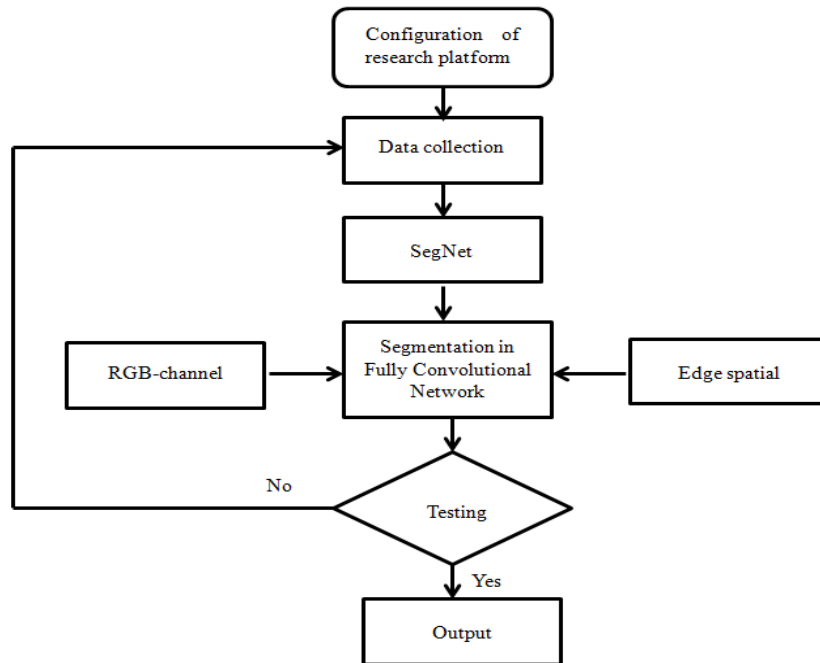 Configuration of
research platform
Data collection
SegNet
Segmentation in
Fully Convolutional
Network
RGB-channel
Edge spatial
No
Testing
Yes
Output